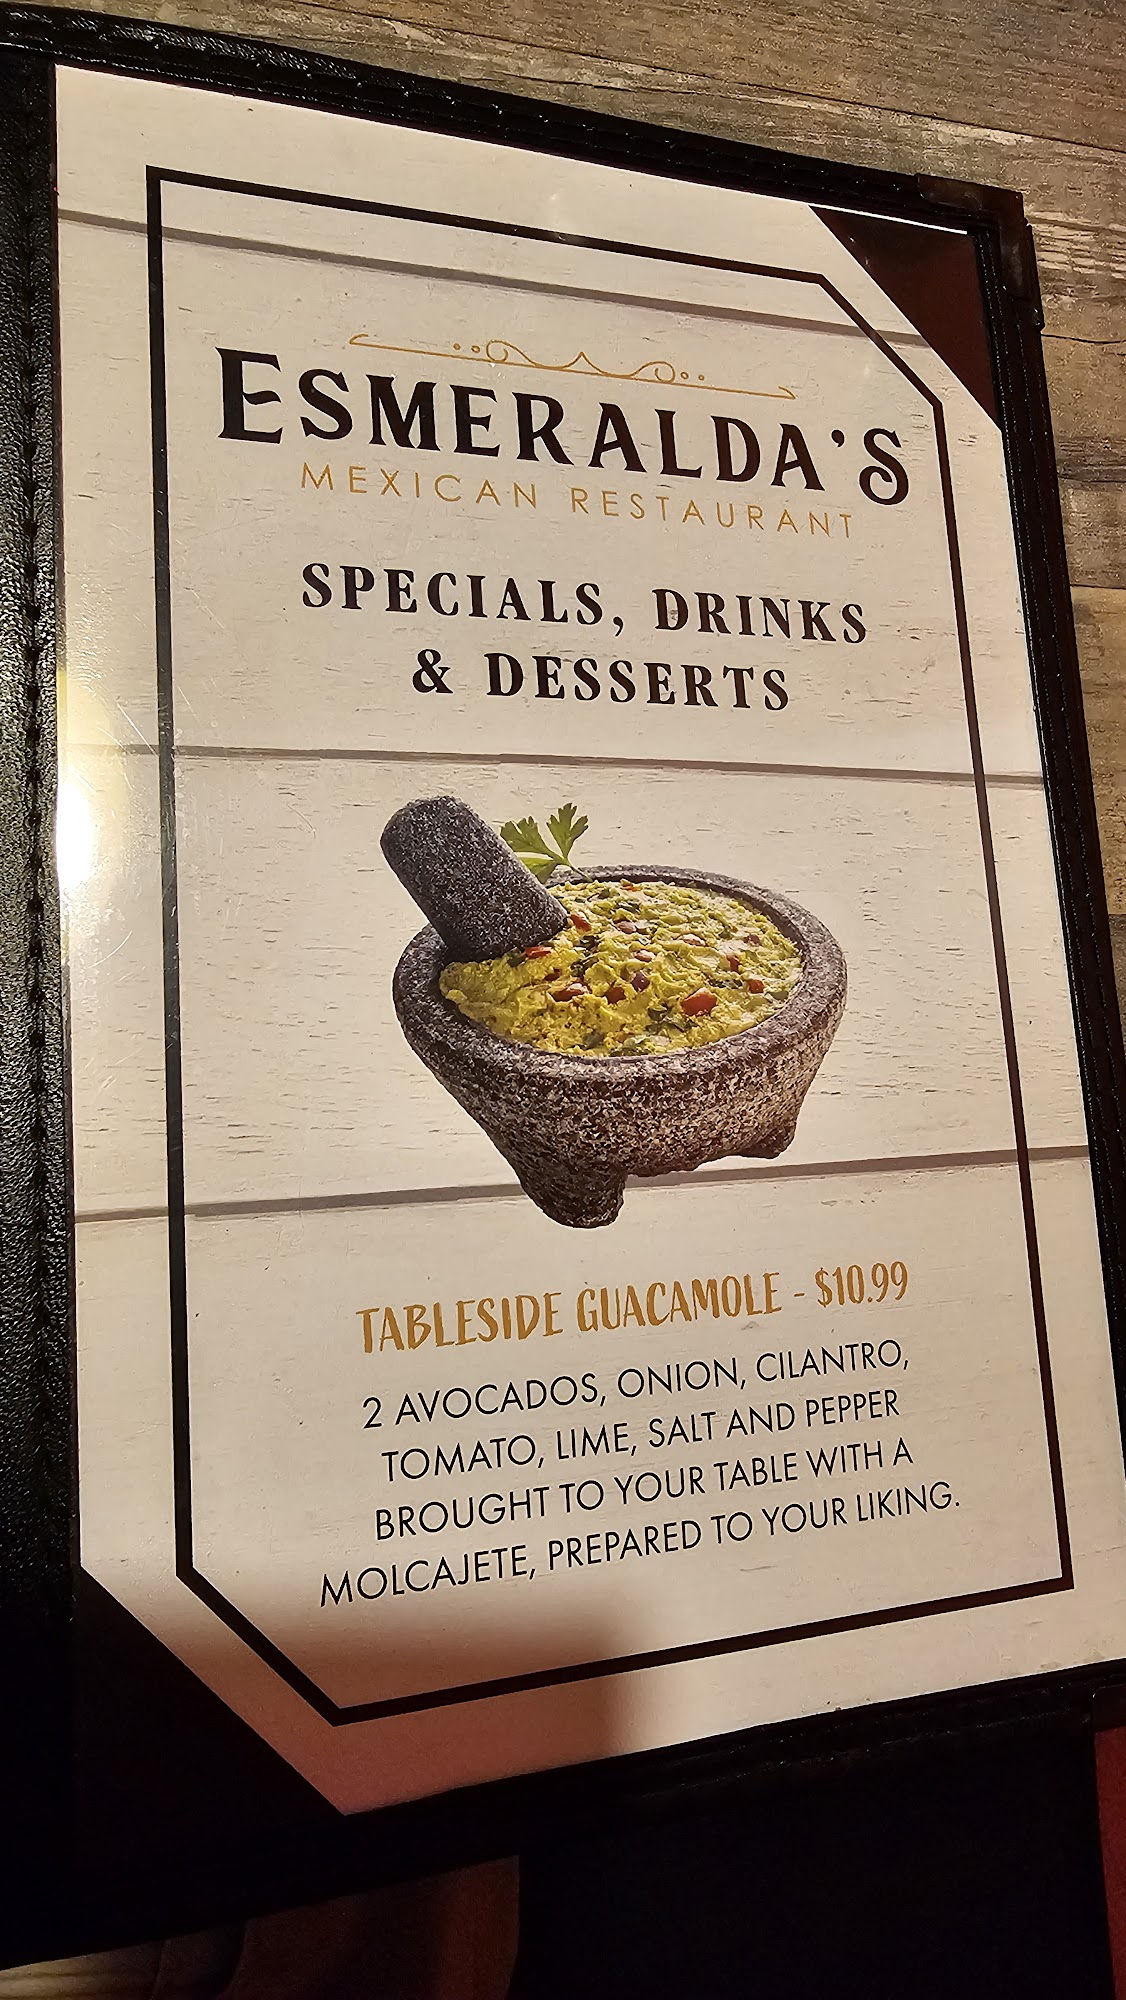 ESMERALDA'S
MEXICAN RESTAURANT
SPECIALS, DRINKS
& DESSERTS
TABLESIDE GUACAMOLE - $10.99
2 AVOCADOS, ONION, CILANTRO,
TOMATO, LIME, SALT AND PEPPER
BROUGHT TO YOUR TABLE WITH A
MOLCAJETE, PREPARED TO YOUR LIKING.